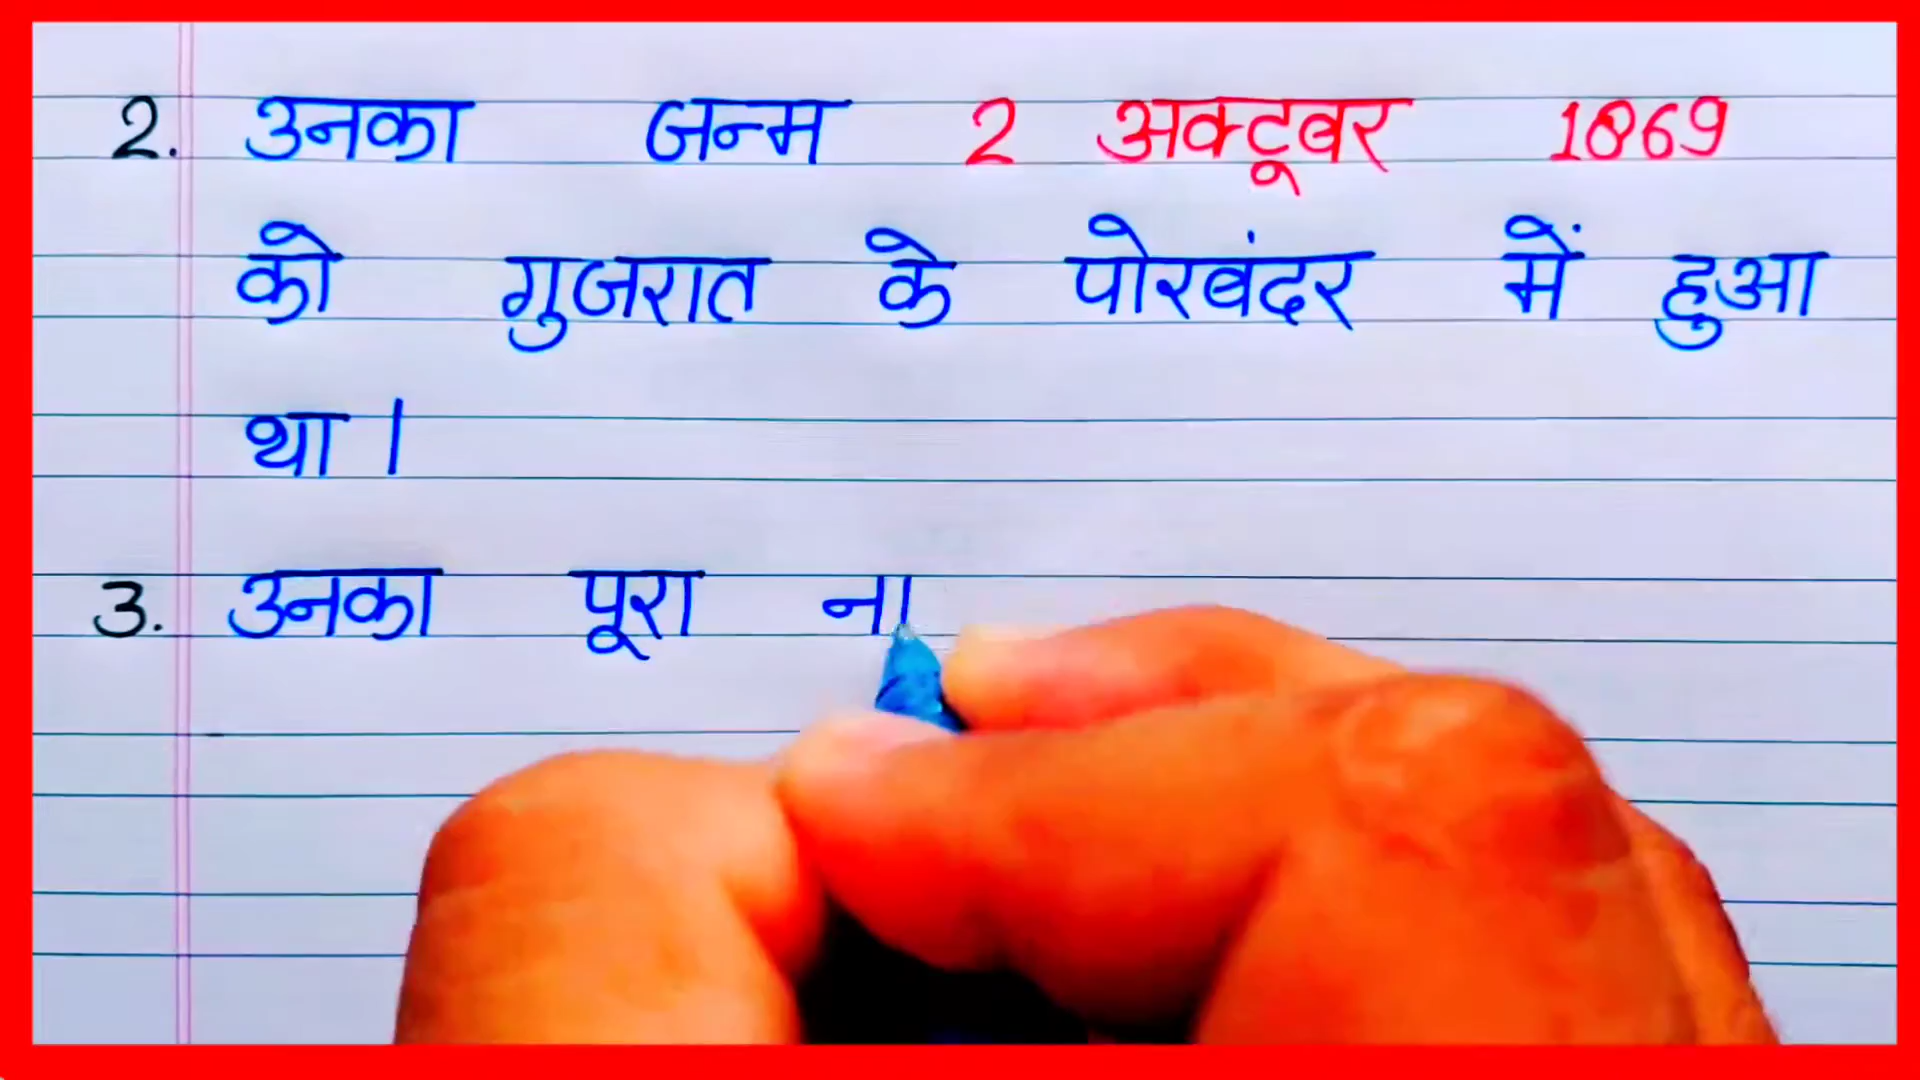 2. उनका जन्म 2 अक्टूबर 1869
को गुजरात के पोरबंदर में हुआ
था।
3. उनका पूरा ना